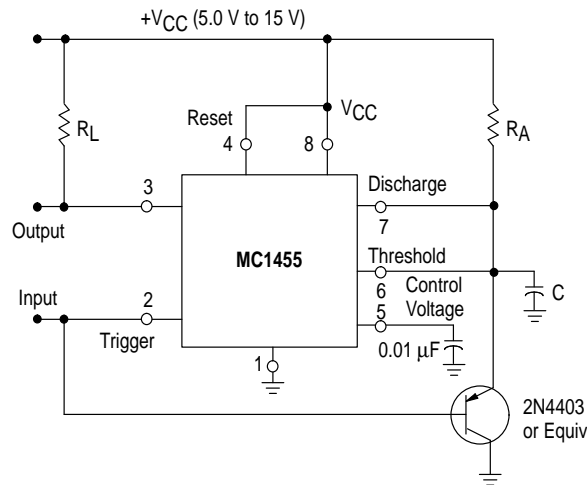 +VCC (5.0 V to 15 V)
RL
Reset
4
VCC
8
RA
3
Discharge
7
Output
MC1455
Threshold
6
Control
Voltage
C
Input
2
Trigger
5
0.01 µF
1
2N4403
or Equiv